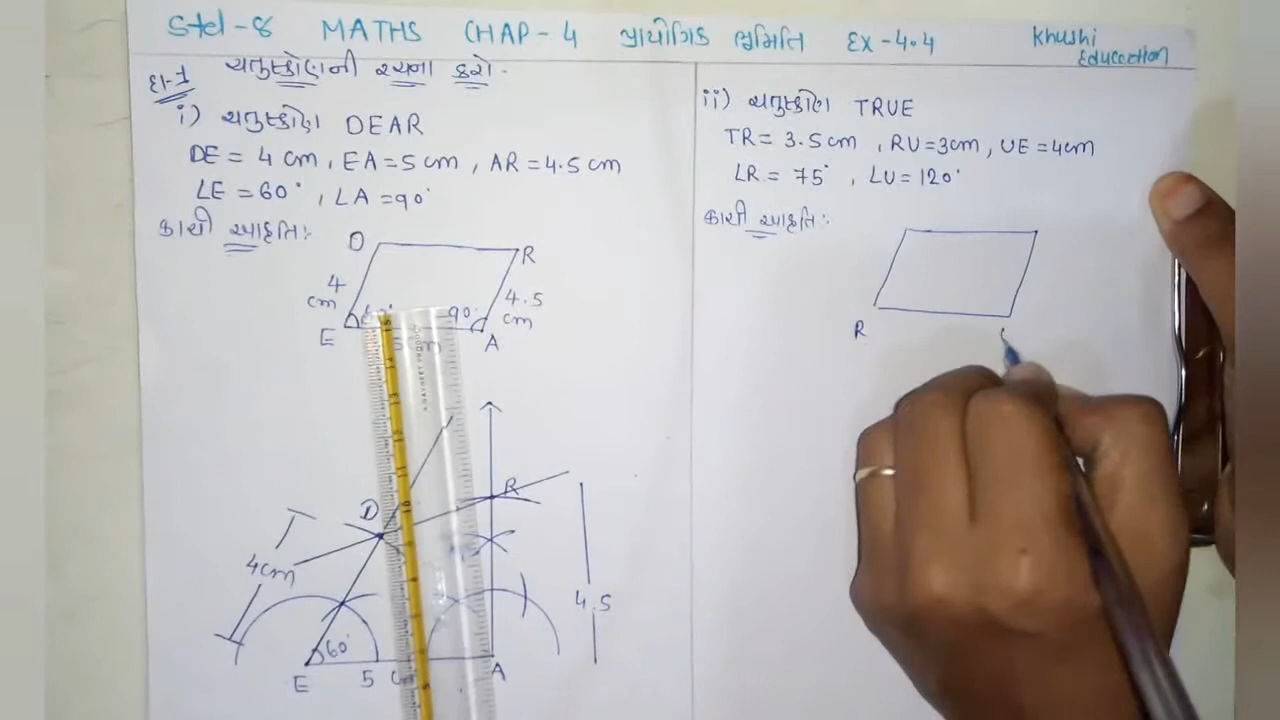 Std-8 MATHS CHAP-4 પ્રાયોગિક ભૂમિતિ EX-4.4
Khushi
Education
પ્ર-1 ચતુષ્કોણની રચના કરો.
i) ચતુષ્કોણ DEAR
DE = 4 cm, EA=5 cm, AR=4.5 cm
∠E =60°, ∠A =90°
કાચી આકૃતિ:
D
R
4
cm
4.5
cm
90°
E
A
D
R
4cm
4.5
60°
E
5
A
ii) ચતુષ્કોણ TRUE
TR= 3.5cm, RU=3cm, UE=4cm
∠R= 75°, ∠U=120°
કાચી આકૃતિ:
R